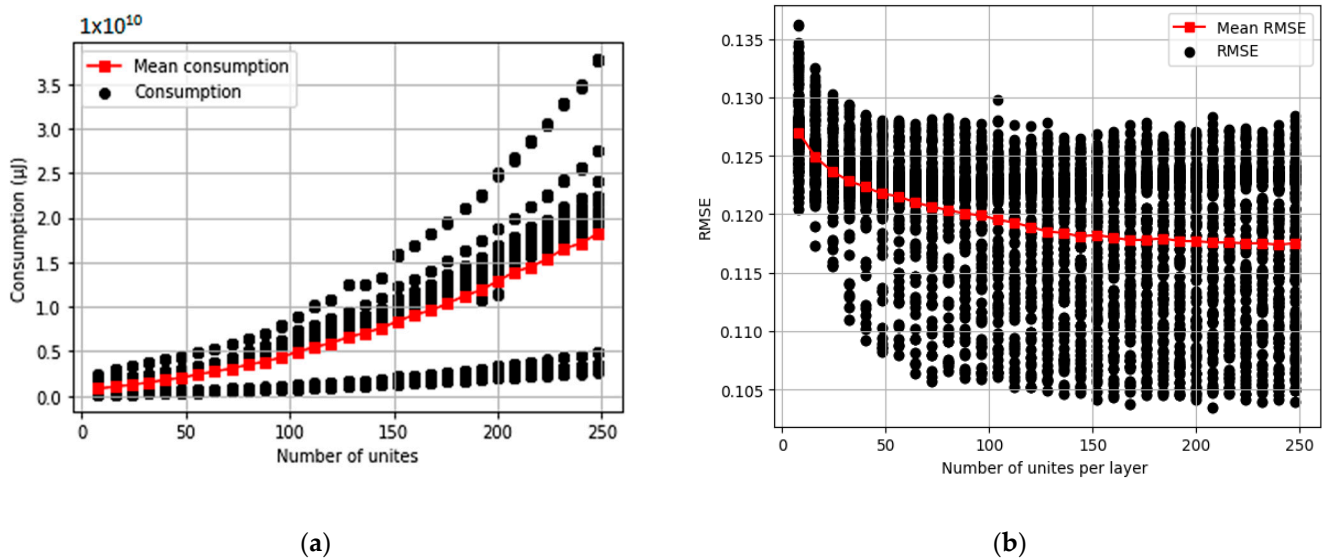 1x10¹⁰
Mean consumption
Consumption
3.5
3.0
2.5
2.0
1.5
1.0
0.5
0.0
Consumption (µJ)
0 50 100 150 200 250
Number of unites
(a)
Mean RMSE
RMSE
0.135
0.130
0.125
0.120
0.115
0.110
0.105
RMSE
0 50 100 150 200 250
Number of unites per layer
(b)